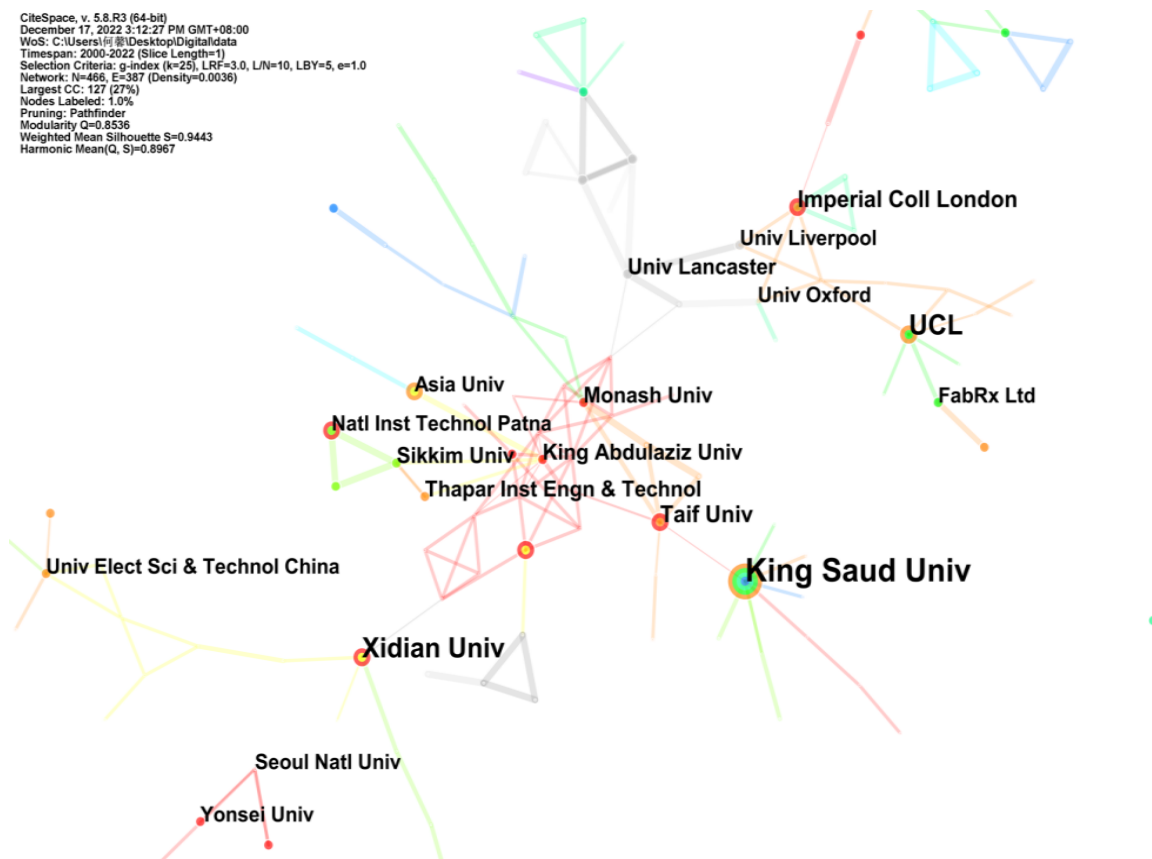 CiteSpace, v. 5.8.R3 (64-bit)
December 17, 2022 3:12:27 PM GMT+08:00
WoS: C:\Users\何馨\Desktop\Digital\data
Timespan: 2000-2022 (Slice Length=1)
Selection Criteria: g-index (k=25), LRF=3.0, L/N=10, LBY=5, e=1.0
Network: N=466, E=387 (Density=0.0036)
Largest CC: 127 (27%)
Nodes Labeled: 1.0%
Pruning: Pathfinder
Modularity Q=0.8536
Weighted Mean Silhouette S=0.9443
Harmonic Mean(Q, S)=0.8967
Imperial Coll London
Univ Liverpool
Univ Lancaster
Univ Oxford
UCL
Asia Univ
Monash Univ
FabRx Ltd
Natl Inst Technol Patna
Sikkim Univ
King Abdulaziz Univ
Thapar Inst Engn & Technol
Taif Univ
Univ Elect Sci & Technol China
King Saud Univ
Xidian Univ
Seoul Natl Univ
Yonsei Univ